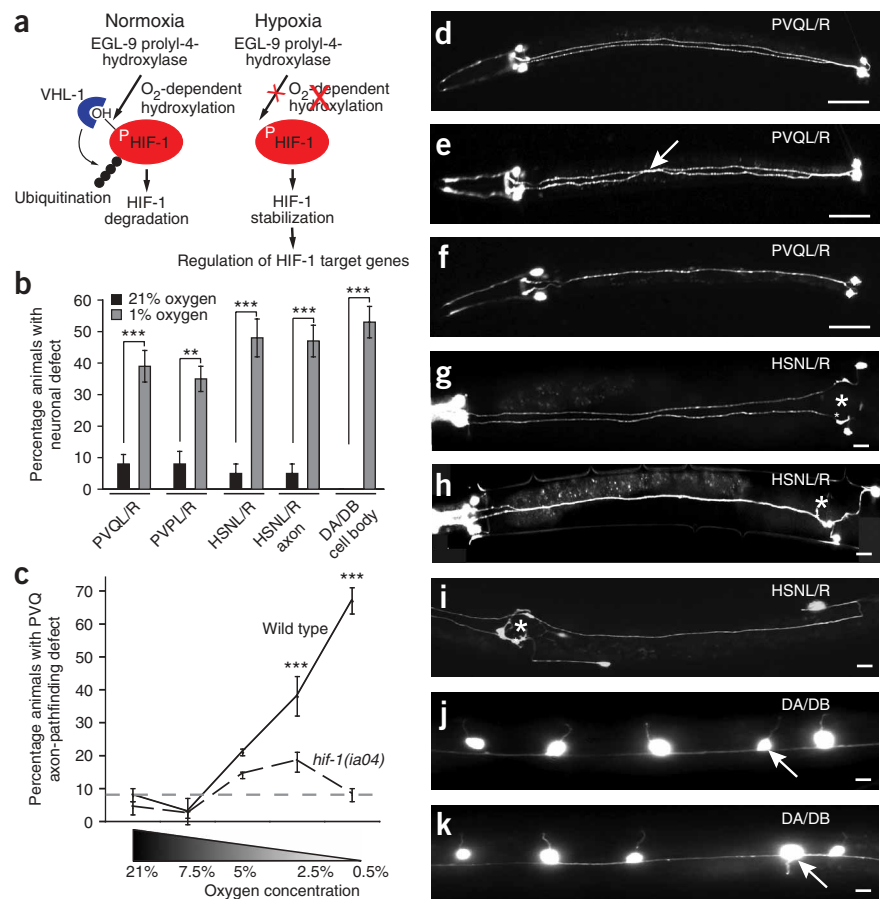 a
Normoxia
Hypoxia
EGL-9 prolyl-4-
hydroxylase
EGL-9 prolyl-4-
hydroxylase
VHL-1
O2-dependent
hydroxylation
O2-dependent
hydroxylation
OH
P
HIF-1
P
HIF-1
Ubiquitination
HIF-1
degradation
HIF-1
stabilization
Regulation of HIF-1 target genes
b
21% oxygen
1% oxygen
Percentage animals with
neuronal defect
60
50
40
30
20
10
0
***
**
***
***
***
PVQL/R
PVPL/R
HSNL/R
HSNL/R
axon
DA/DB
cell body
c
Percentage animals with PVQ
axon-pathfinding defect
70
60
50
40
30
20
10
0
***
Wild type
***
hif-1(ia04)
21%
7.5%
5%
2.5%
0.5%
Oxygen concentration
d
PVQL/R
e
PVQL/R
f
PVQL/R
g
HSNL/R
*
*
h
HSNL/R
*
i
HSNL/R
*
j
DA/DB
k
DA/DB